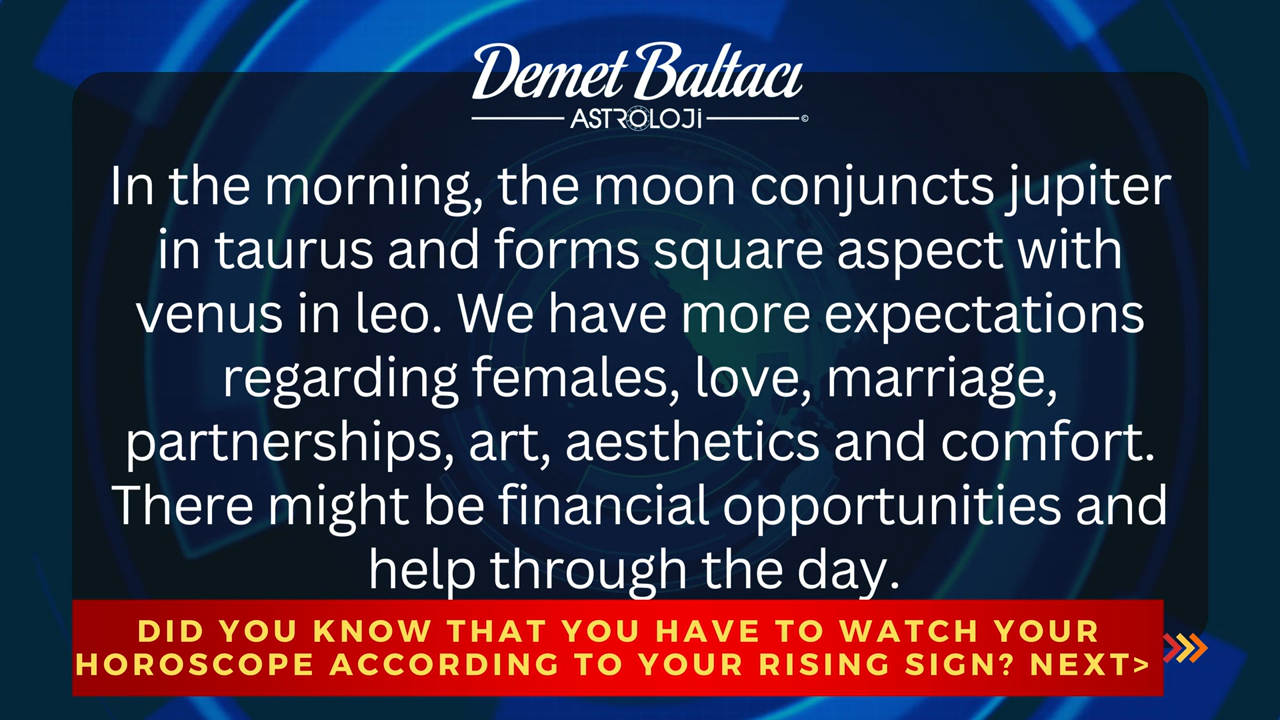 Demet Baltacı
ASTROLOJi
©
In the morning, the moon conjuncts jupiter
in taurus and forms square aspect with
venus in leo. We have more expectations
regarding females, love, marriage,
partnerships, art, aesthetics and comfort.
There might be financial opportunities and
help through the day.
DID YOU KNOW THAT YOU HAVE TO WATCH YOUR
HOROSCOPE ACCORDING TO YOUR RISING SIGN? NEXT>